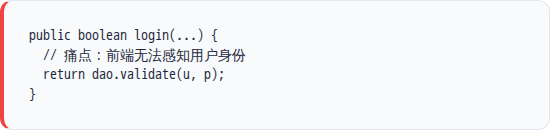 public boolean login(...) {
// 痛点：前端无法感知用户身份
return dao.validate(u, p);
}